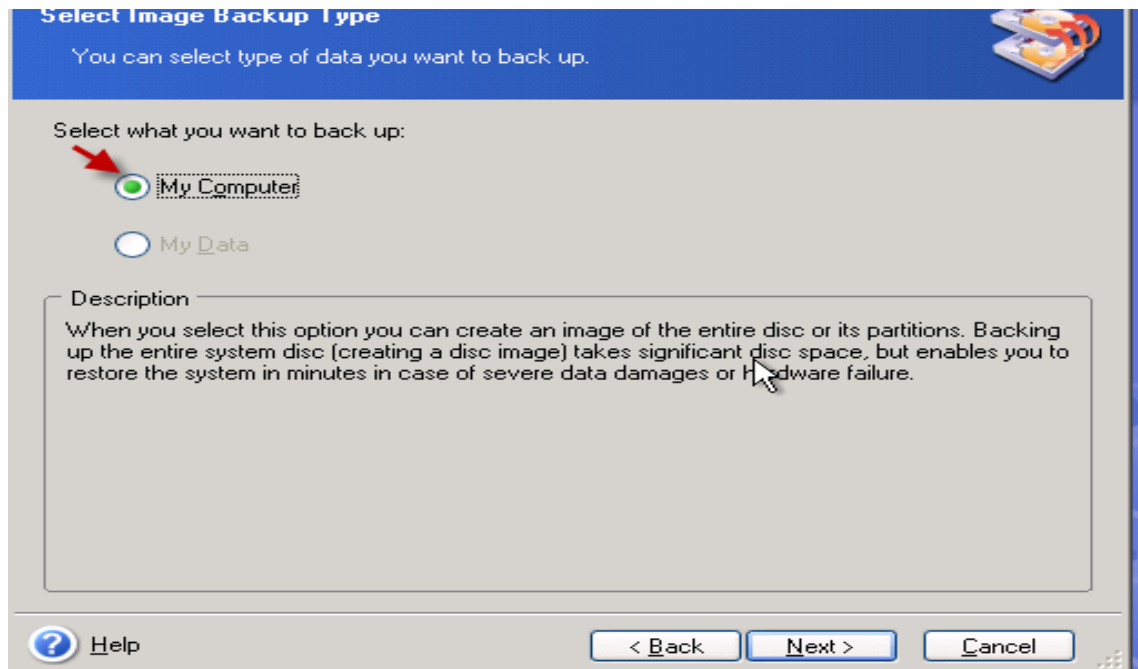 Select Image Backup Type
You can select type of data you want to back up.
Select what you want to back up:
My Computer
My Data
Description
When you select this option you can create an image of the entire disc or its partitions. Backing
up the entire system disc (creating a disc image) takes significant disc space, but enables you to
restore the system in minutes in case of severe data damages or hardware failure.
Help
< Back
Next >
Cancel